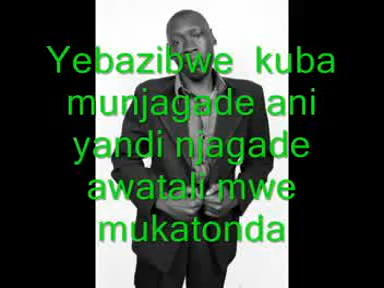 Yebazibwe kuba
munjagade ani
yandi njagade
awatali mwe
mukatonda